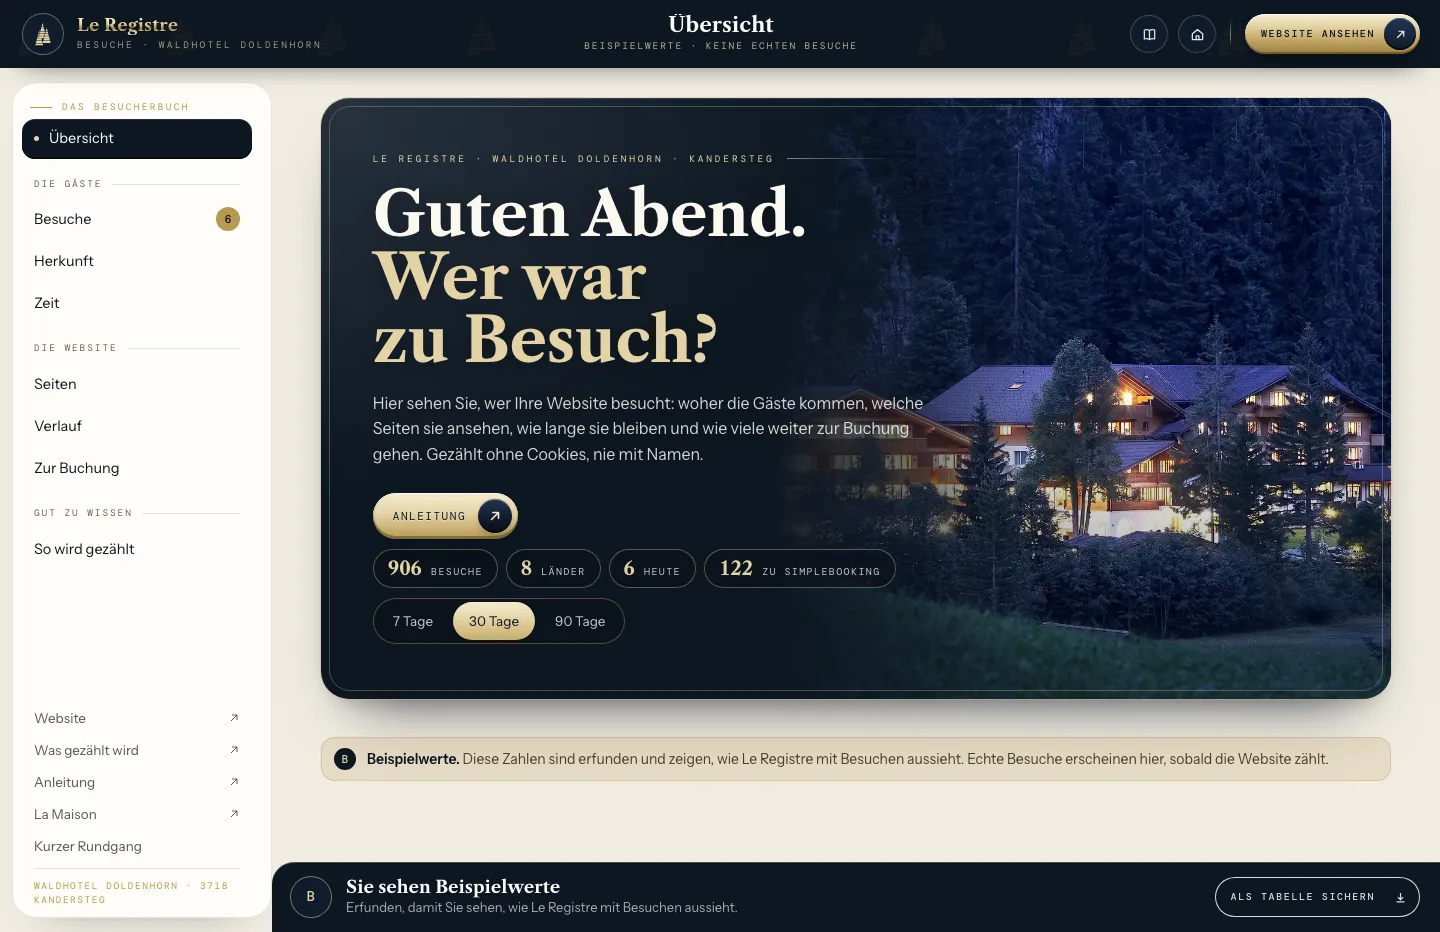 Le Registre
BESUCHE · WALDHOTEL DOLDENHORN
Übersicht
BEISPIELWERTE · KEINE ECHTEN BESUCHE
WEBSITE ANSEHEN
DAS BESUCHERBUCH
Übersicht
DIE GÄSTE
Besuche 6
Herkunft
Zeit
DIE WEBSITE
Seiten
Verlauf
Zur Buchung
GUT ZU WISSEN
So wird gezählt
Website
Was gezählt wird
Anleitung
La Maison
Kurzer Rundgang
WALDHOTEL DOLDENHORN · 3718
KANDERSTEG
LE REGISTRE · WALDHOTEL DOLDENHORN · KANDERSTEG
Guten Abend.
Wer war
zu Besuch?
Hier sehen Sie, wer Ihre Website besucht: woher die Gäste kommen, welche
Seiten sie ansehen, wie lange sie bleiben und wie viele weiter zur Buchung
gehen. Gezählt ohne Cookies, nie mit Namen.
ANLEITUNG
906 BESUCHE 8 LÄNDER 6 HEUTE 122 ZU SIMPLEBOOKING
7 Tage 30 Tage 90 Tage
B Beispielwerte. Diese Zahlen sind erfunden und zeigen, wie Le Registre mit Besuchen aussieht. Echte Besuche erscheinen hier, sobald die Website zählt.
B
Sie sehen Beispielwerte
Erfunden, damit Sie sehen, wie Le Registre mit Besuchen aussieht.
ALS TABELLE SICHERN